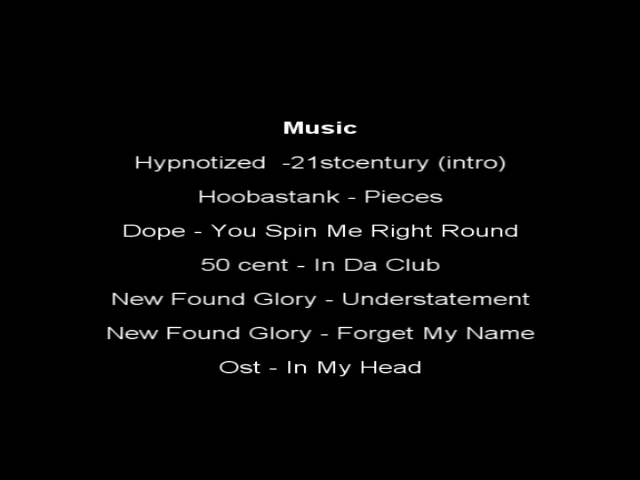 Music
Hypnotized  -21stcentury (intro)
Hoobastank - Pieces
Dope - You Spin Me Right Round
50 cent - In Da Club
New Found Glory - Understatement
New Found Glory - Forget My Name
Ost - In My Head